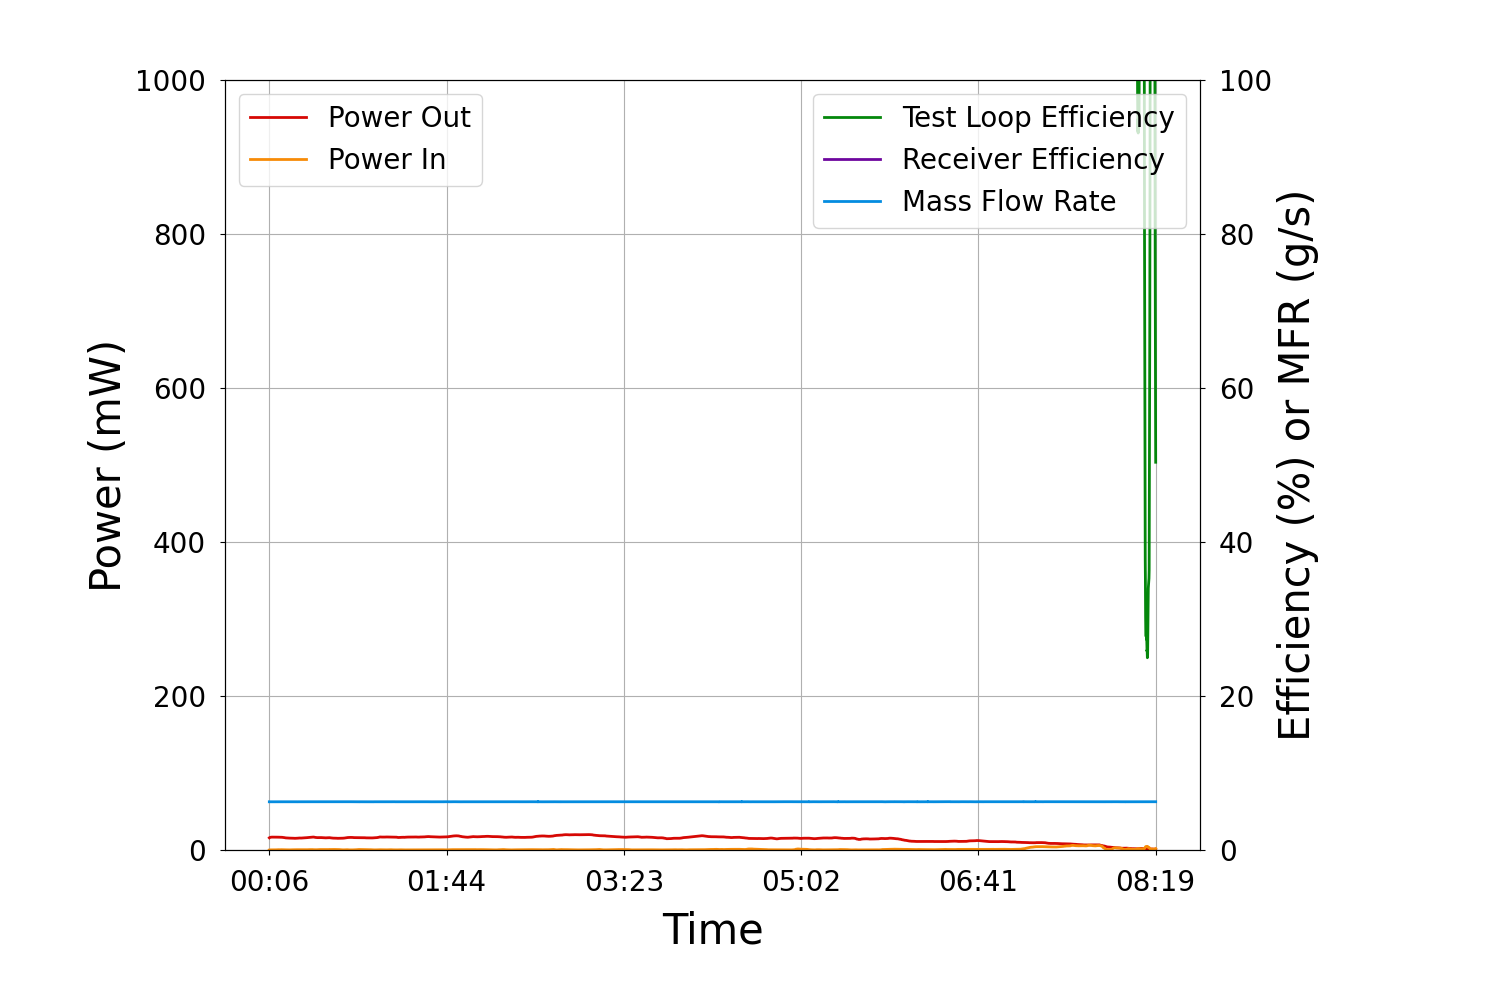 Power (mW)
1000
800
600
400
200
0
Power Out
Power In
Test Loop Efficiency
Receiver Efficiency
Mass Flow Rate
100
80
60
40
20
0
Efficiency (%) or MFR (g/s)
00:06 01:44 03:23 05:02 06:41 08:19
Time